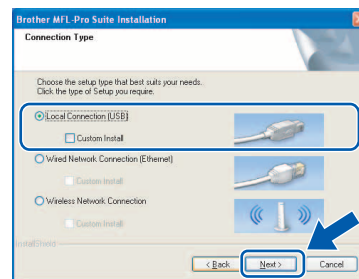 Brother MFL-Pro Suite Installation
Connection Type
Choose the setup type that best suits your needs.
Click the type of Setup you require.
Local Connection (USB)
Custom Install
Wired Network Connection (Ethernet)
Custom Install
Wireless Network Connection
Custom Install
InstallShield
< Back Next > Cancel